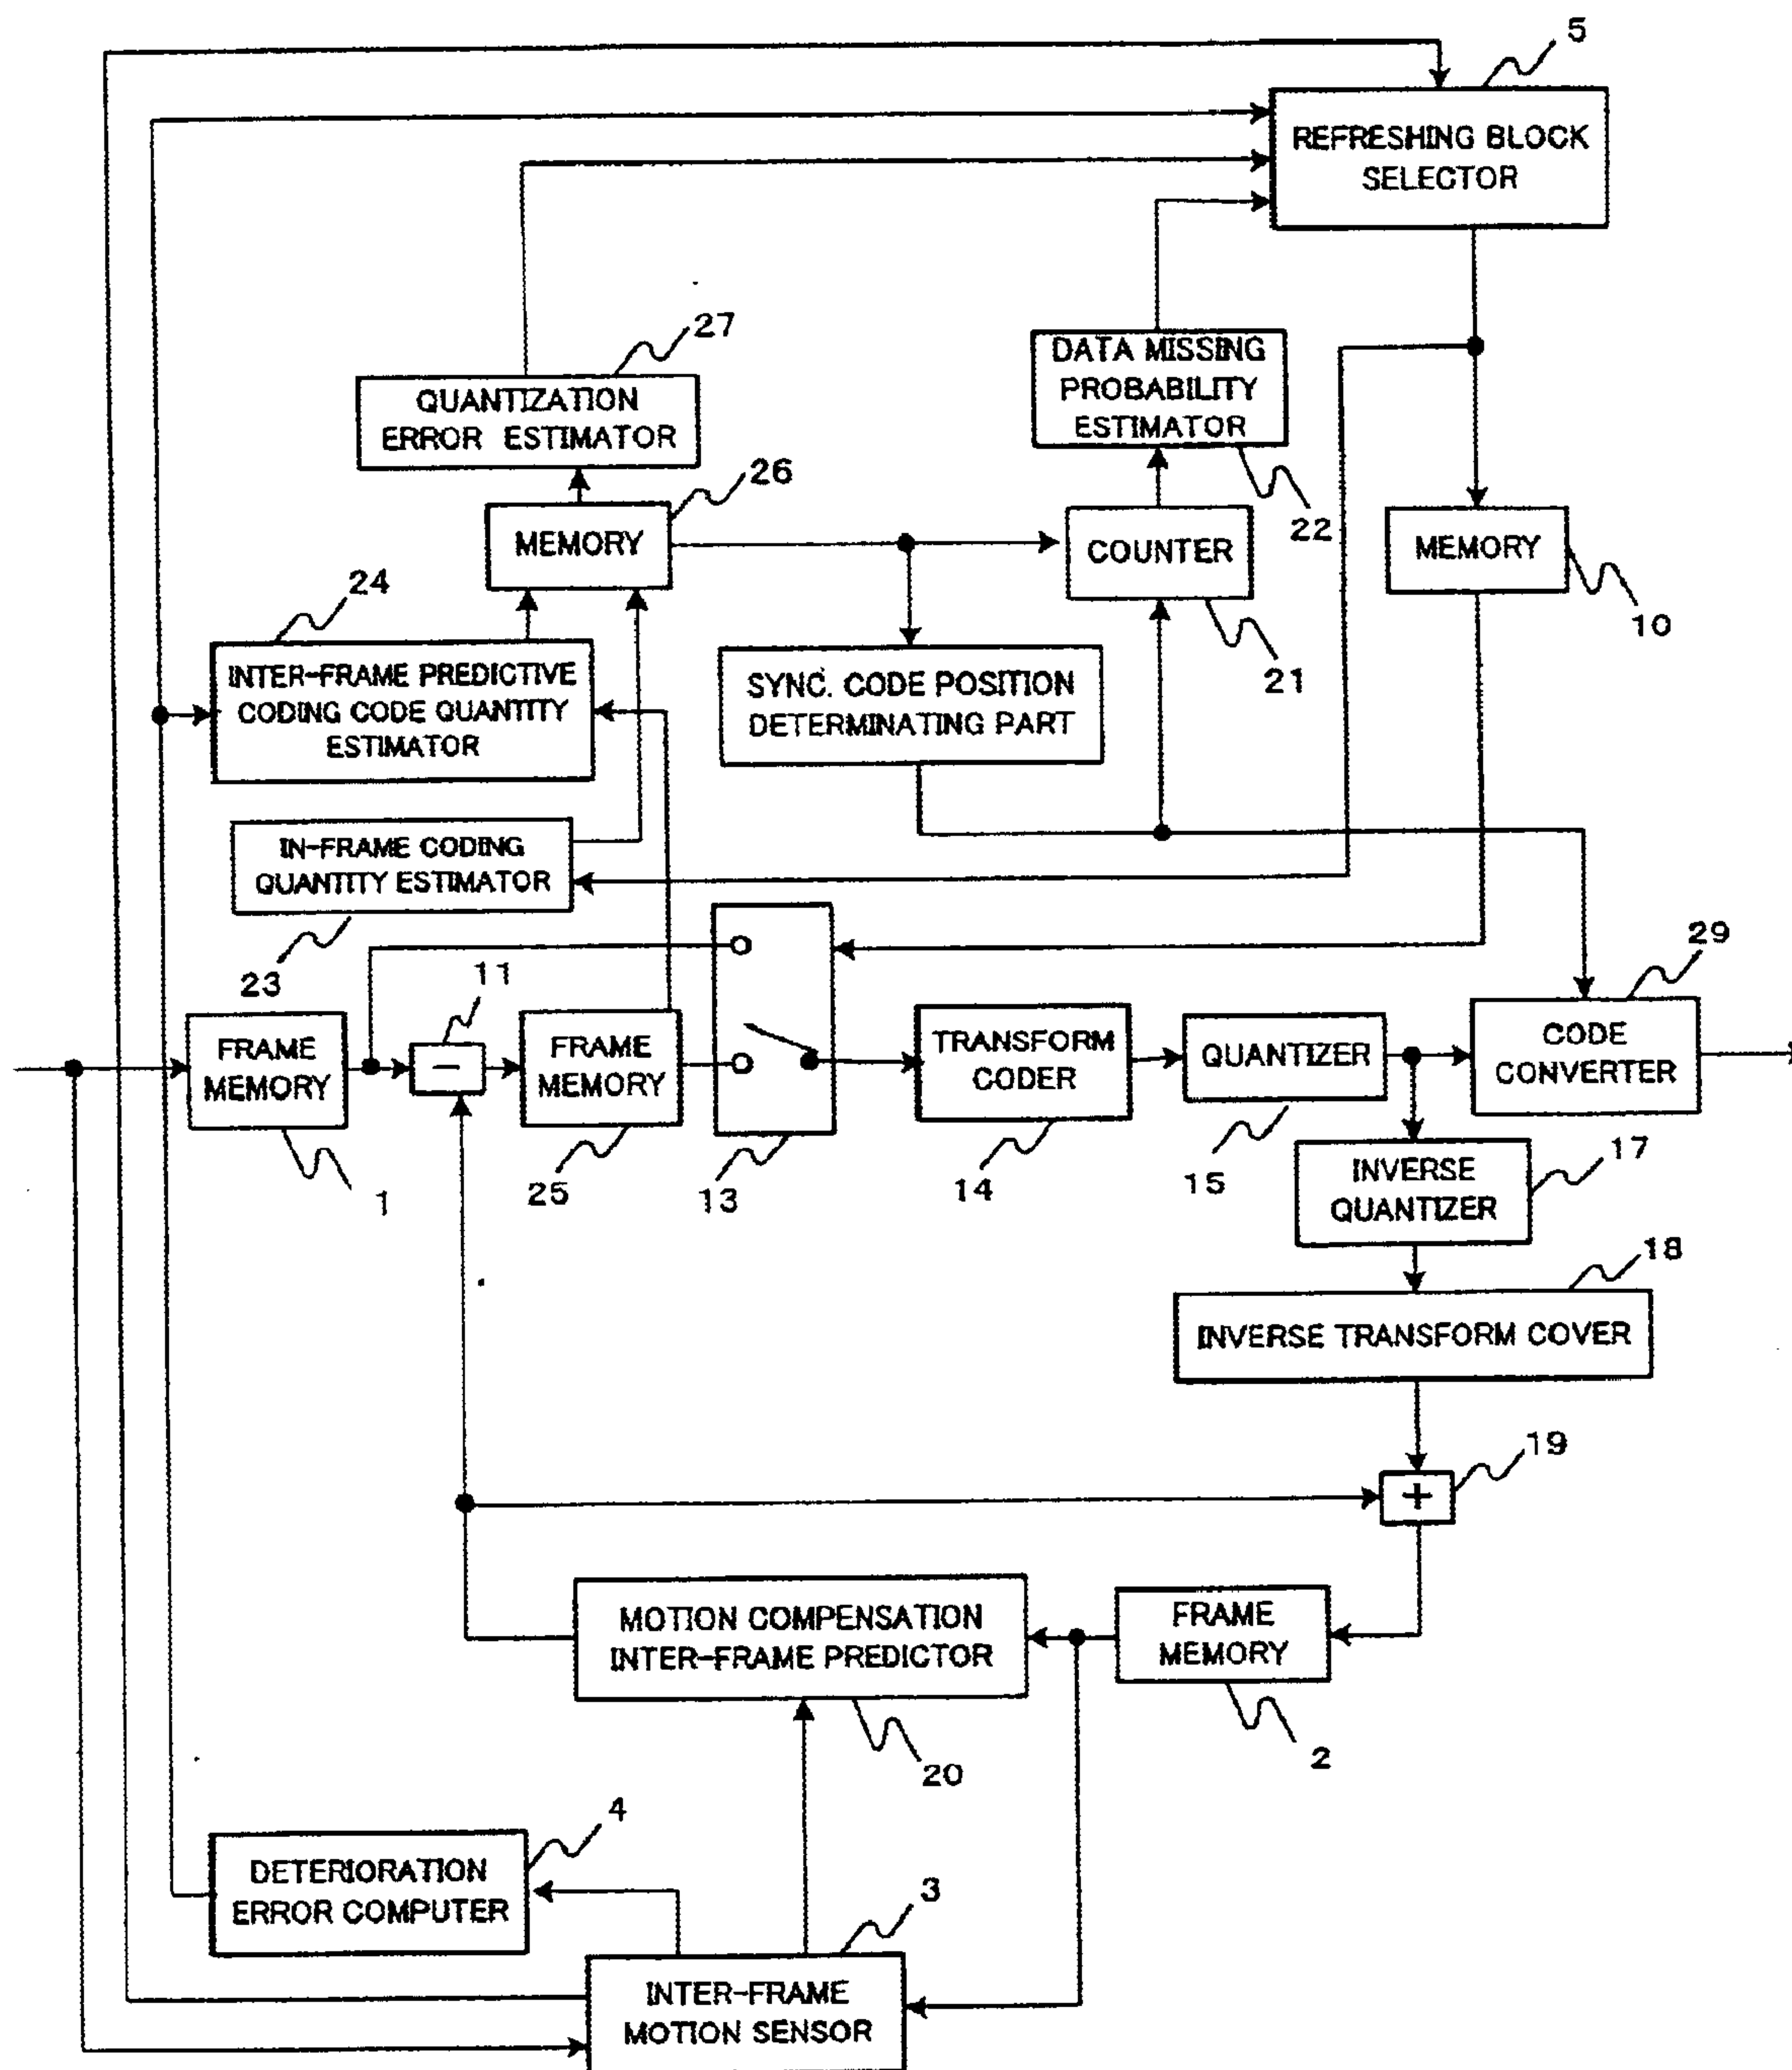 5
REFRESHING BLOCK
SELECTOR
27
QUANTIZATION
ERROR ESTIMATOR
DATA MISSING
PROBABILITY
ESTIMATOR
22
26
MEMORY
COUNTER
21
MEMORY
10
24
INTER-FRAME PREDICTIVE
CODING CODE QUANTITY
ESTIMATOR
SYNC. CODE POSITION
DETERMINATING PART
IN-FRAME CODING
QUANTITY ESTIMATOR
23
11
29
FRAME
MEMORY
1
−
FRAME
MEMORY
25
13
TRANSFORM
CODER
14
QUANTIZER
15
CODE
CONVERTER
INVERSE
QUANTIZER
17
18
INVERSE TRANSFORM COVER
19
+
MOTION COMPENSATION
INTER-FRAME PREDICTOR
20
FRAME
MEMORY
2
4
DETERIORATION
ERROR COMPUTER
3
INTER-FRAME
MOTION SENSOR